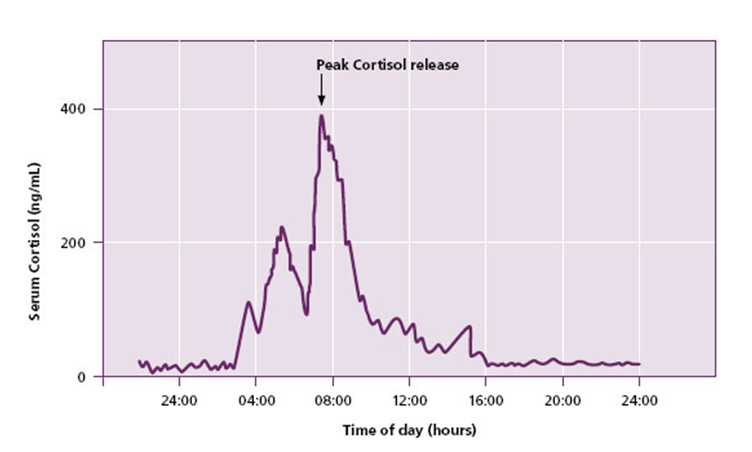 Peak Cortisol release
400
200
0
Serum Cortisol (ng/mL)
24:00 04:00 08:00 12:00 16:00 20:00 24:00
Time of day (hours)